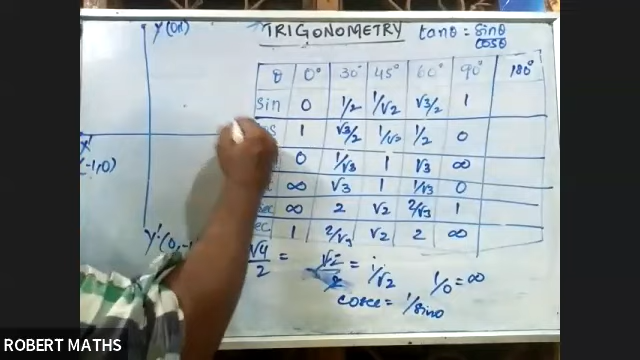 Y(0,1)
TRIGONOMETRY tanθ = sinθ/cosθ
θ 0° 30° 45° 60° 90° 180°
sin 0 1/2 1/√2 √3/2 1
1 √3/2 1/√2 1/2 0
0 1/√3 1 √3 ∞
∞ √3 1 1/√3 0
sec ∞ 2 √2 2/√3 1
ec 1 2/√3 √2 2 ∞
X'
(-1,0)
Y'(0,-1
√4/2 = √2/2 = 1/√2 1/0 = ∞
cosec = 1/sinθ
ROBERT MATHS